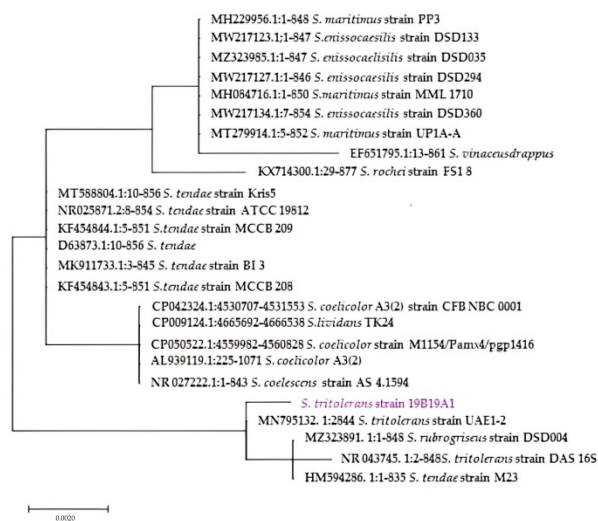 MH229956.1:1-848 S. maritimus strain PP3
MW217123.1;1-847 S.enissocaesilis strain DSD133
MZ323985.1:1-847 S. enissocaelisilis strain DSD035
MW217127.1:1-846 S. enissocaesilis strain DSD294
MH084716.1:1-850 S.maritimus strain MML 1710
MW217134.1:7-854 S. enissocaesilis strain DSD360
MT279914.1:5-852 S. maritimus strain UP1A-A
EF651795.1:13-861 S. vinaceusdrappus
KX714300.1:29-877 S. rochei strain FS1 8
MT588804.1:10-856 S. tendae strain Kris5
NR025871.2:8-854 S. tendae strain ATCC 19812
KF454844.1:5-851 S.tendae strain MCCB 209
D63873.1:10-856 S. tendae
MK911733.1:3-845 S. tendae strain BI 3
KF454843.1:5-851 S.tendae strain MCCB 208
CP042324.1:4530707-4531553 S. coelicolor A3(2) strain CFB NBC 0001
CP009124.1:4665692-4666538 S.lividans TK24
CP050522.1:4559982-4560828 S. coelicolor strain M1154/Pamx4/pgp1416
AL939119.1:225-1071 S. coelicolor A3(2)
NR 027222.1:1-843 S. coelescens strain AS 4.1594
S. tritolerans strain 19B19A1
MN795132. 1:2844 S. tritolerans strain UAE1-2
MZ323891. 1:1-848 S. rubrogriseus strain DSD004
NR 043745. 1:2-848S. tritolerans strain DAS 16S
HM594286. 1:1-835 S. tendae strain M23
0.0020